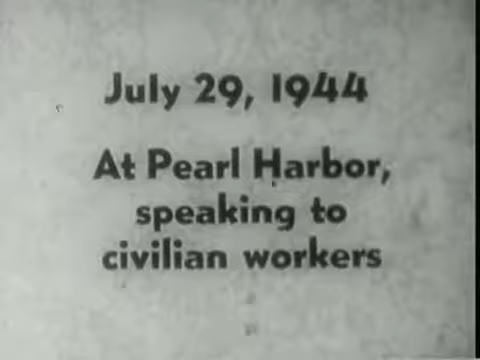 July 29, 1944
At Pearl Harbor,
speaking to
civilian workers